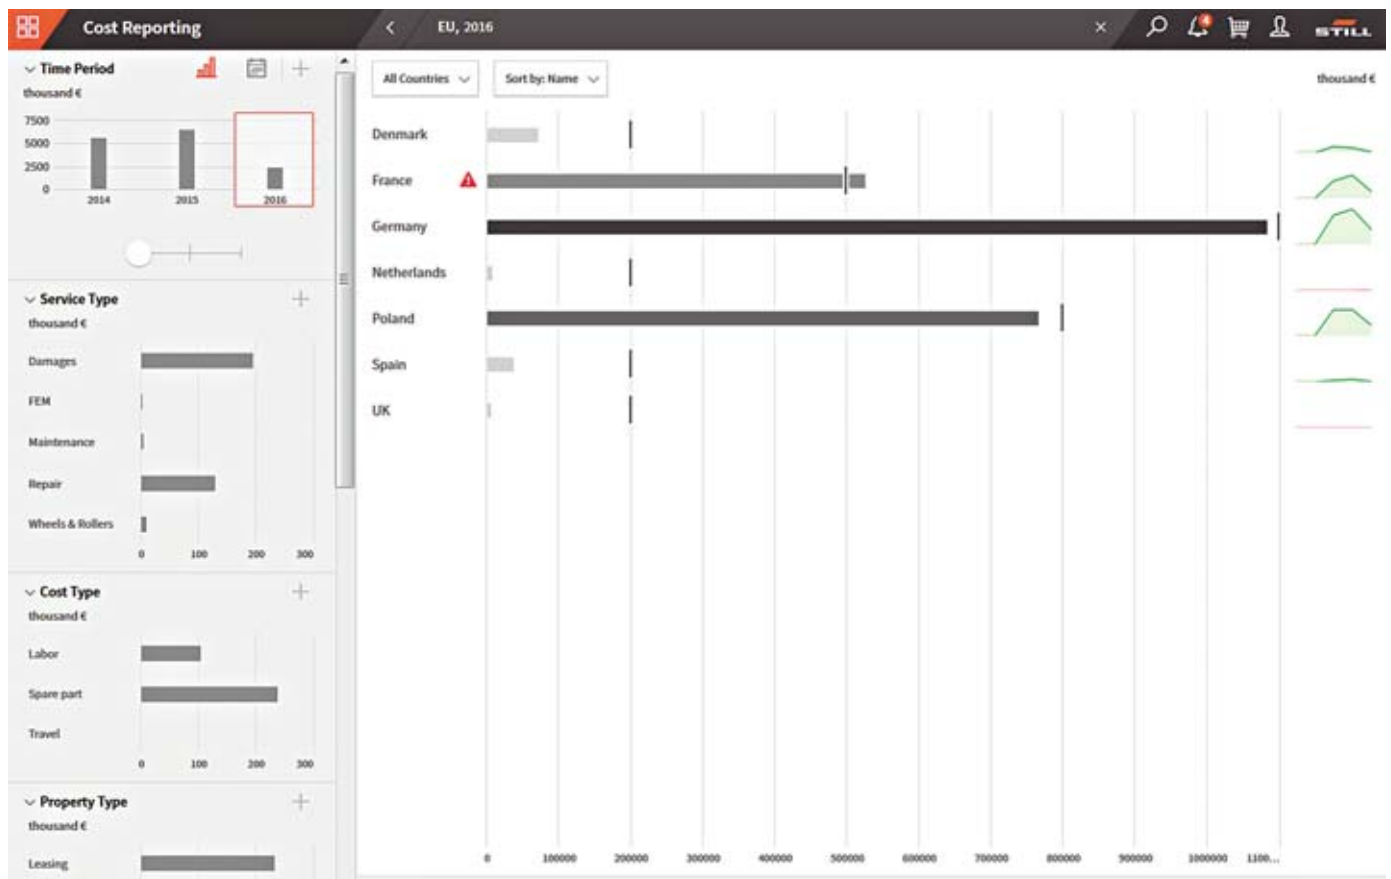 Cost Reporting
EU, 2016
4
STILL
Time Period
thousand €
7500
5000
2500
0
2014
2015
2016
Service Type
thousand €
Damages
FEM
Maintenance
Repair
Wheels & Rollers
0 100 200 300
Cost Type
thousand €
Labor
Spare part
Travel
0 100 200 300
Property Type
thousand €
Leasing
All Countries
Sort by: Name
thousand €
Denmark
France
Germany
Netherlands
Poland
Spain
UK
0 100000 200000 300000 400000 500000 600000 700000 800000 900000 1000000 1100...